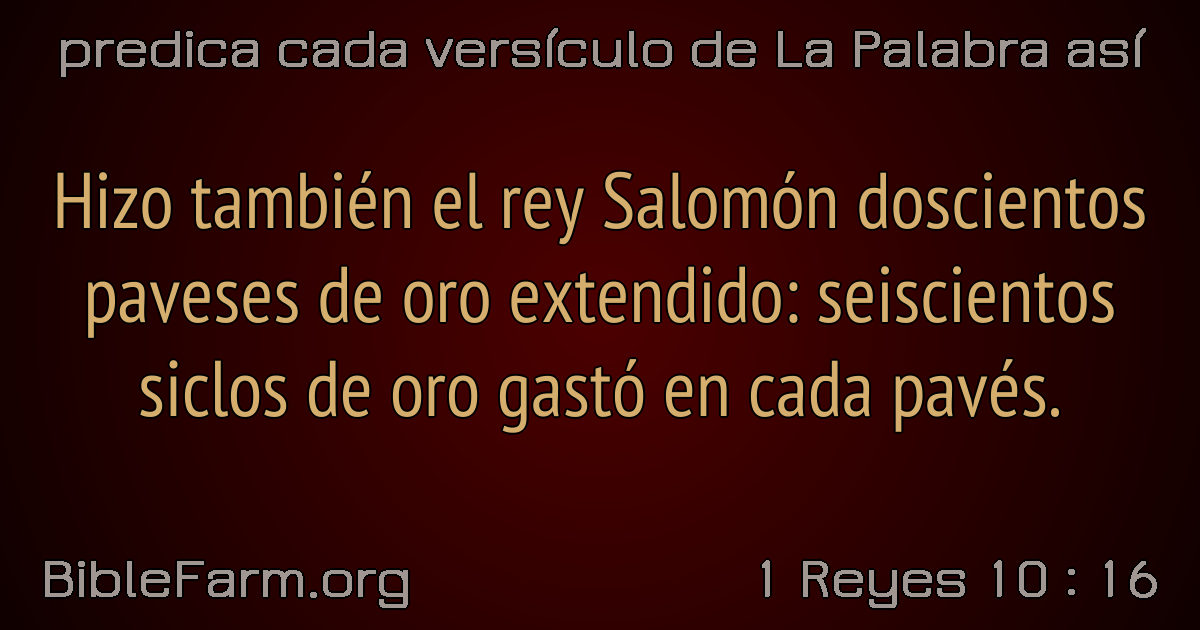 predica cada versículo de La Palabra así
Hizo también el rey Salomón doscientos
paveses de oro extendido: seiscientos
siclos de oro gastó en cada pavés.
BibleFarm.org
1 Reyes 10 : 16